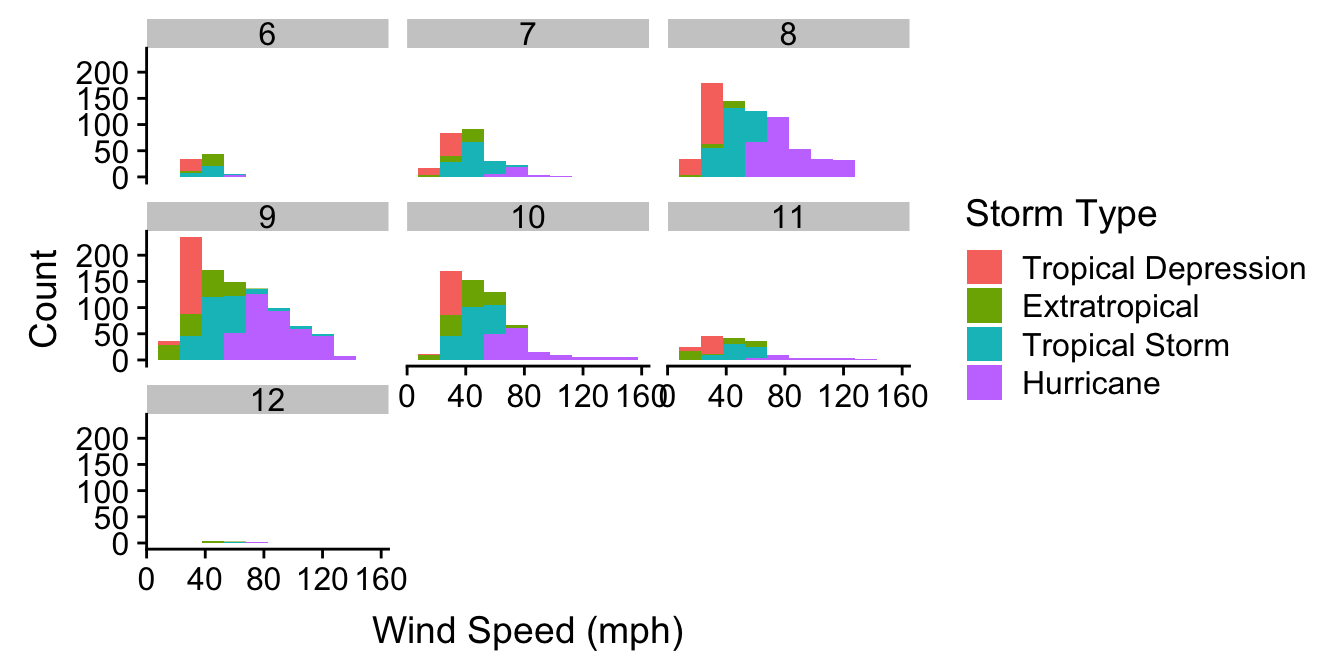 6 7 8
200
150
100
50
0
9 10 11
200
150
100
50
0
0 40 80 120 160 0 40 80 120 160
12
200
150
100
50
0
0 40 80 120 160
Count
Wind Speed (mph)
Storm Type
Tropical Depression
Extratropical
Tropical Storm
Hurricane